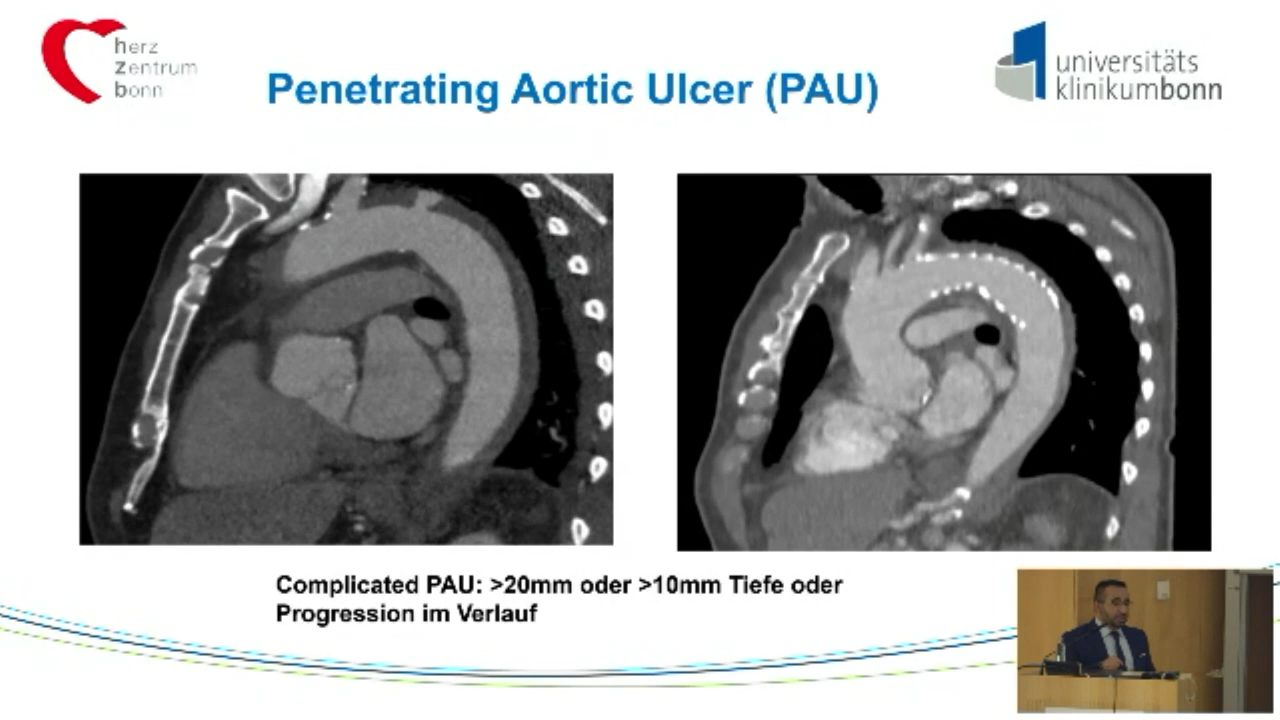 herz
zentrum
bonn
Penetrating Aortic Ulcer (PAU)
universitäts
klinikumbonn
Complicated PAU: >20mm oder >10mm Tiefe oder
Progression im Verlauf